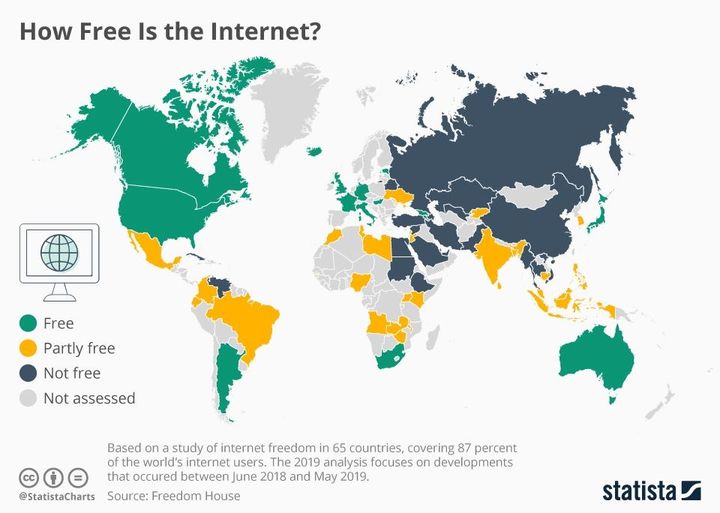 How Free Is the Internet?
Free
Partly free
Not free
Not assessed
Based on a study of internet freedom in 65 countries, covering 87 percent
of the world's internet users. The 2019 analysis focuses on developments
that occured between June 2018 and May 2019.
@StatistaCharts Source: Freedom House
statista